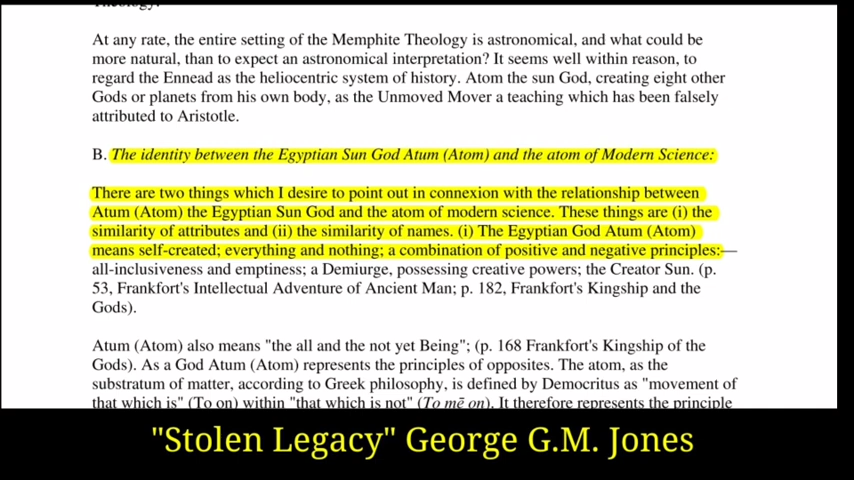 Theology.
At any rate, the entire setting of the Memphite Theology is astronomical, and what could be
more natural, than to expect an astronomical interpretation? It seems well within reason, to
regard the Ennead as the heliocentric system of history. Atom the sun God, creating eight other
Gods or planets from his own body, as the Unmoved Mover a teaching which has been falsely
attributed to Aristotle.
B. The identity between the Egyptian Sun God Atum (Atom) and the atom of Modern Science:
There are two things which I desire to point out in connexion with the relationship between
Atum (Atom) the Egyptian Sun God and the atom of modern science. These things are (i) the
similarity of attributes and (ii) the similarity of names. (i) The Egyptian God Atum (Atom)
means self-created; everything and nothing; a combination of positive and negative principles:—
all-inclusiveness and emptiness; a Demiurge, possessing creative powers; the Creator Sun. (p.
53, Frankfort's Intellectual Adventure of Ancient Man; p. 182, Frankfort's Kingship and the
Gods).
Atum (Atom) also means "the all and the not yet Being"; (p. 168 Frankfort's Kingship of the
Gods). As a God Atum (Atom) represents the principles of opposites. The atom, as the
substratum of matter, according to Greek philosophy, is defined by Democritus as "movement of
that which is" (To on) within "that which is not" (To mē on). It therefore represents the principle
"Stolen Legacy" George G.M. Jones